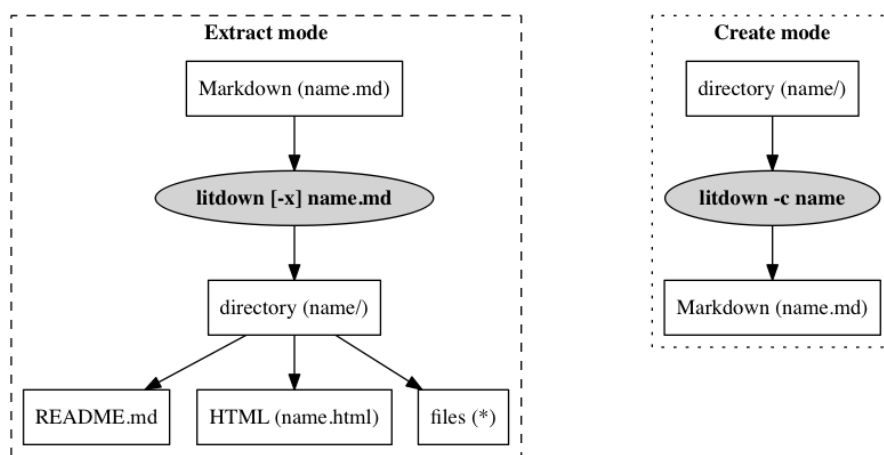 Extract mode
Markdown (name.md)
litdown [-x] name.md
directory (name/)
README.md
HTML (name.html)
files (*)
Create mode
directory (name/)
litdown -c name
Markdown (name.md)